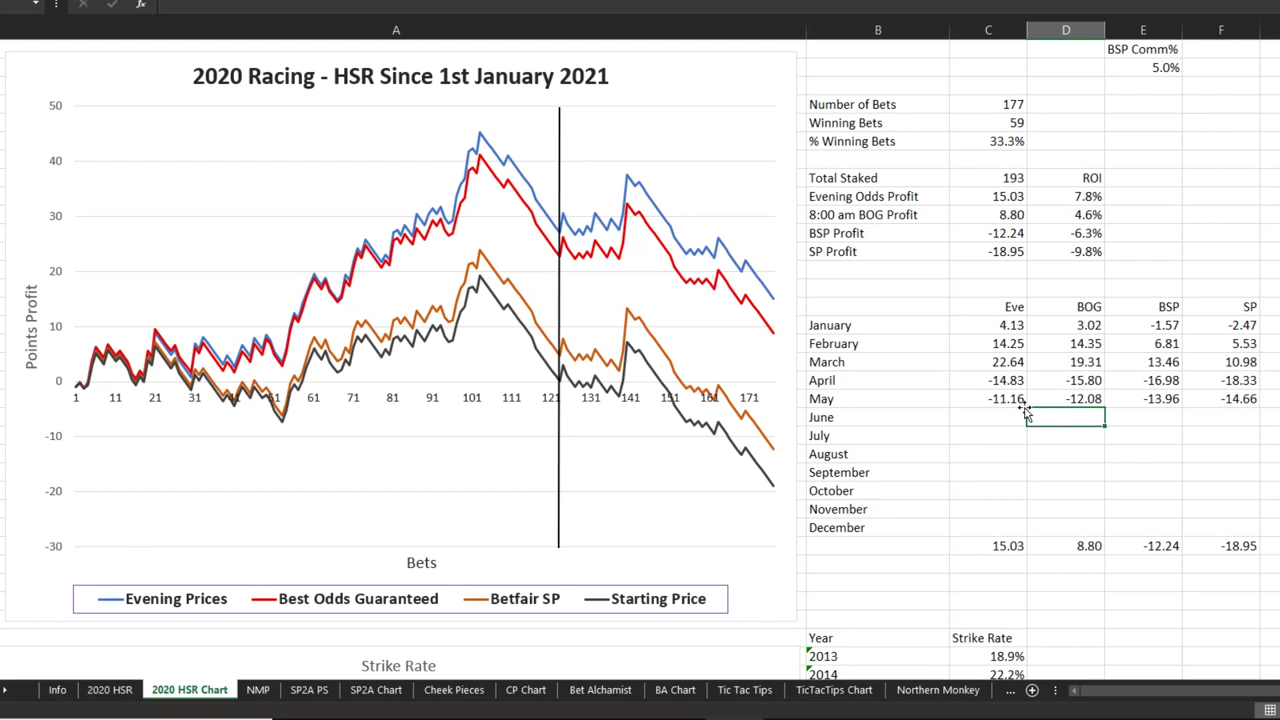 fx
A B C D E F
2020 Racing - HSR Since 1st January 2021
Points Profit
50
40
30
20
10
0
-10
-20
-30
1 11 21 31 41 51 61 71 81 91 101 111 121 131 141 151 161 171
Bets
Evening Prices Best Odds Guaranteed Betfair SP Starting Price
Strike Rate
BSP Comm%
5.0%
Number of Bets 177
Winning Bets 59
% Winning Bets 33.3%
Total Staked 193 ROI
Evening Odds Profit 15.03 7.8%
8:00 am BOG Profit 8.80 4.6%
BSP Profit -12.24 -6.3%
SP Profit -18.95 -9.8%
Eve BOG BSP SP
January 4.13 3.02 -1.57 -2.47
February 14.25 14.35 6.81 5.53
March 22.64 19.31 13.46 10.98
April -14.83 -15.80 -16.98 -18.33
May -11.16 -12.08 -13.96 -14.66
June
July
August
September
October
November
December
15.03 8.80 -12.24 -18.95
Year Strike Rate
2013 18.9%
2014 22.2%
Info 2020 HSR 2020 HSR Chart NMP SP2A PS SP2A Chart Cheek Pieces CP Chart Bet Alchamist BA Chart Tic Tac Tips TicTacTips Chart Northern Monkey ...